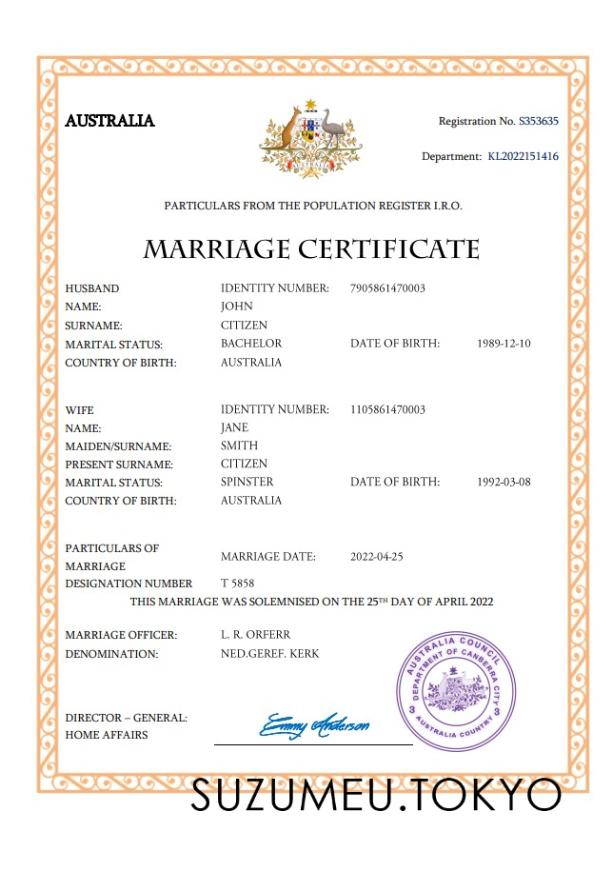 AUSTRALIA
Registration No. S353635
AUSTRALIA
Department: KL2022151416
PARTICULARS FROM THE POPULATION REGISTER I.R.O.
MARRIAGE CERTIFICATE
HUSBAND IDENTITY NUMBER: 7905861470003
NAME: JOHN
SURNAME: CITIZEN
MARITAL STATUS: BACHELOR DATE OF BIRTH: 1989-12-10
COUNTRY OF BIRTH: AUSTRALIA
WIFE IDENTITY NUMBER: 1105861470003
NAME: JANE
MAIDEN/SURNAME: SMITH
PRESENT SURNAME: CITIZEN
MARITAL STATUS: SPINSTER DATE OF BIRTH: 1992-03-08
COUNTRY OF BIRTH: AUSTRALIA
PARTICULARS OF
MARRIAGE MARRIAGE DATE: 2022-04-25
DESIGNATION NUMBER T 5858
THIS MARRIAGE WAS SOLEMNISED ON THE 25TH DAY OF APRIL 2022
MARRIAGE OFFICER: L. R. ORFERR
DENOMINATION: NED.GEREF. KERK
AUSTRALIA COUNCIL
DEPARTMENT OF CANBERRA CITY
3 3
AUSTRALIA COUNTRY
DIRECTOR – GENERAL:
HOME AFFAIRS
Emmy Anderson
SUZUMEU.TOKYO